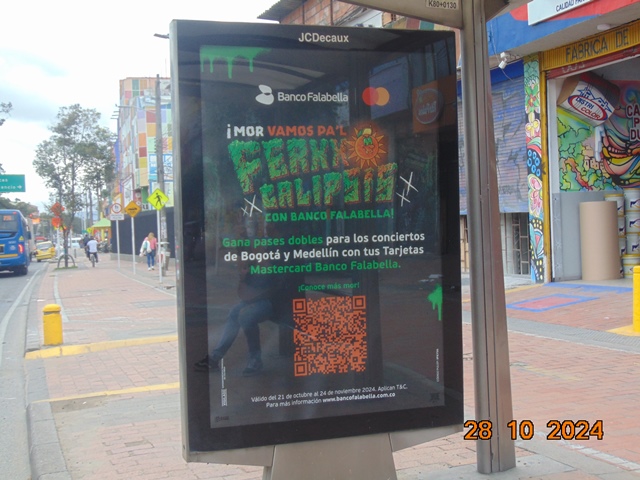 K80+0130
JCDecaux
Banco Falabella
¡MOR VAMOS PA'L
FERXXO
CALIPSIS
CON BANCO FALABELLA!
Gana pases dobles para los conciertos
de Bogotá y Medellín con tus Tarjetas
Mastercard Banco Falabella.
¡Conoce más mor!
Válido del 21 de octubre al 24 de noviembre 2024. Aplican T&C.
Para más información www.bancofalabella.com.co
FABRICA DE
28 10 2024